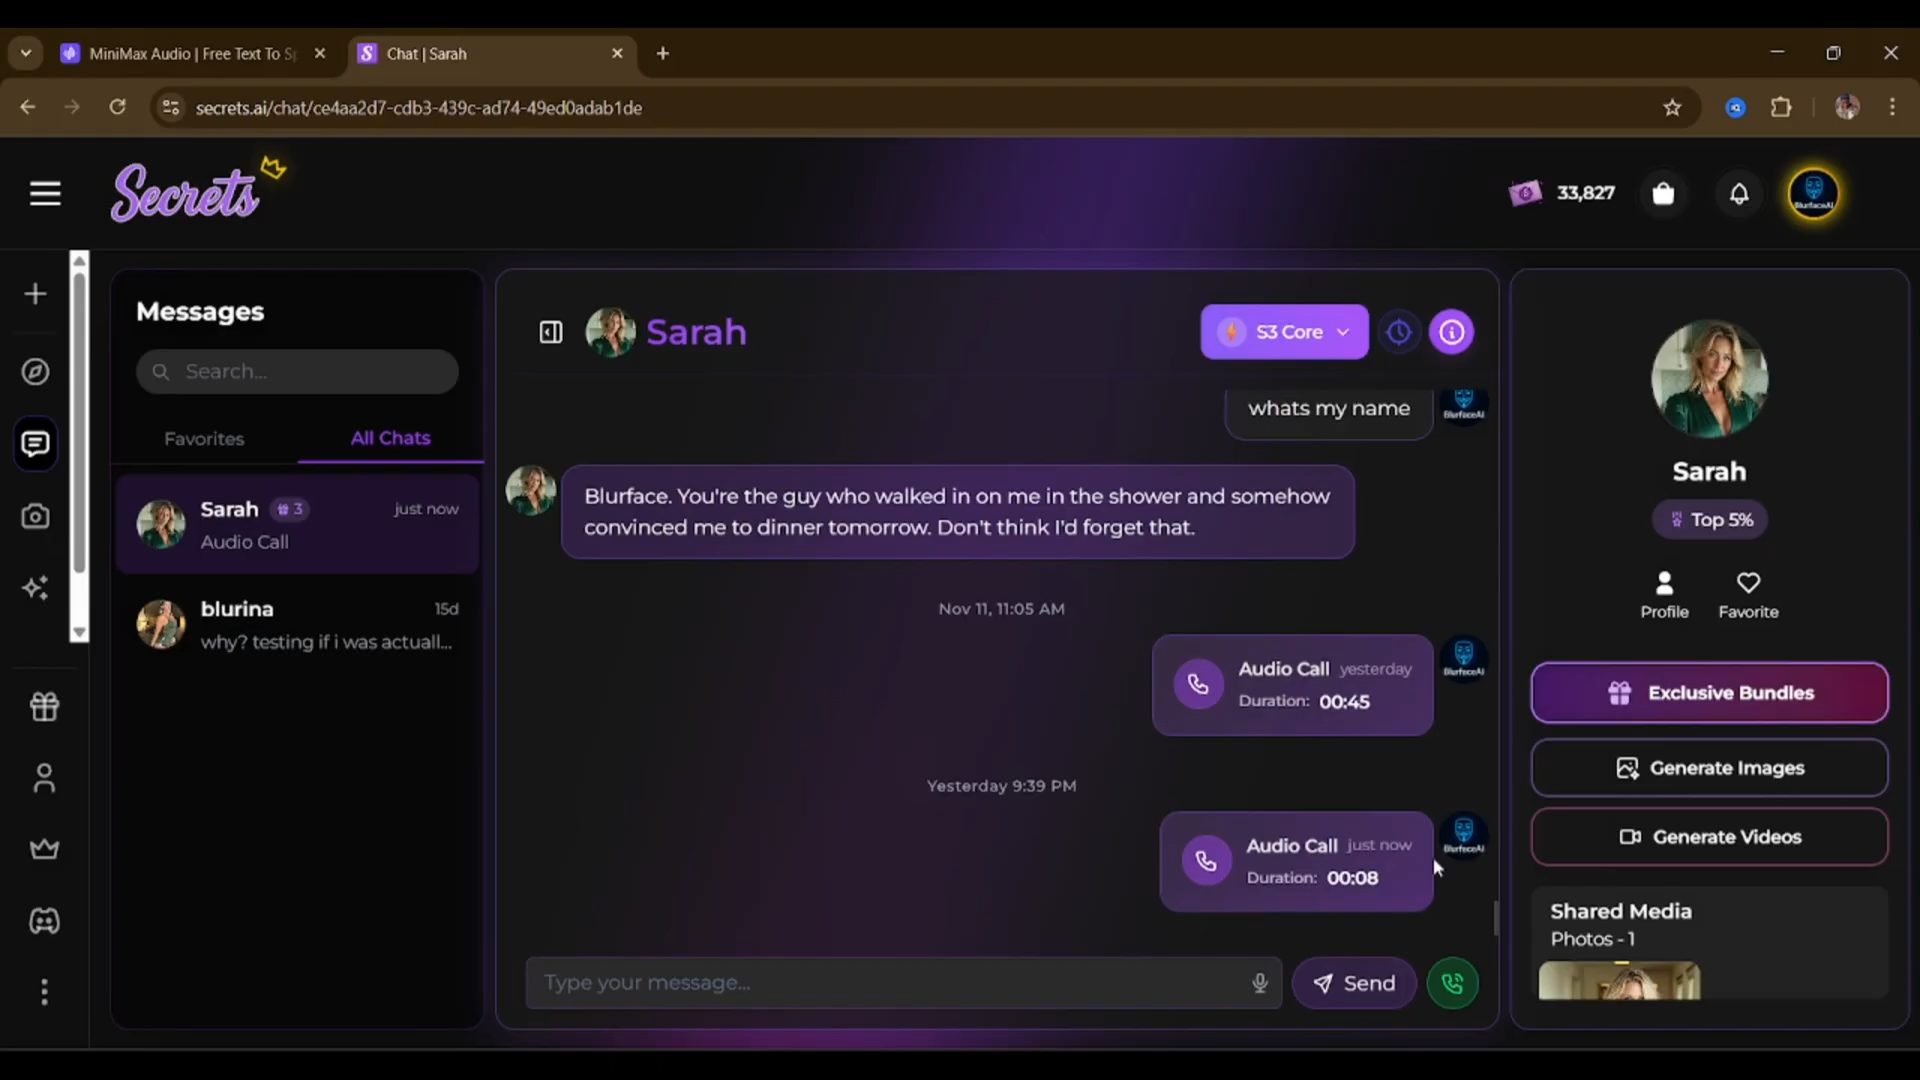 MiniMax Audio | Free Text To Sp
Chat | Sarah
secrets.ai/chat/ce4aa2d7-cdb3-439c-ad74-49ed0adab1de
Secrets
33,827
BlurfaceAI
Messages
Search...
Favorites
All Chats
Sarah 3 just now
Audio Call
blurina 15d
why? testing if i was actuall...
Sarah
S3 Core
whats my name
BlurfaceAI
Blurface. You're the guy who walked in on me in the shower and somehow
convinced me to dinner tomorrow. Don't think I'd forget that.
Nov 11, 11:05 AM
Audio Call yesterday
Duration: 00:45
BlurfaceAI
Yesterday 9:39 PM
Audio Call just now
Duration: 00:08
BlurfaceAI
Type your message...
Send
Sarah
Top 5%
Profile
Favorite
Exclusive Bundles
Generate Images
Generate Videos
Shared Media
Photos - 1